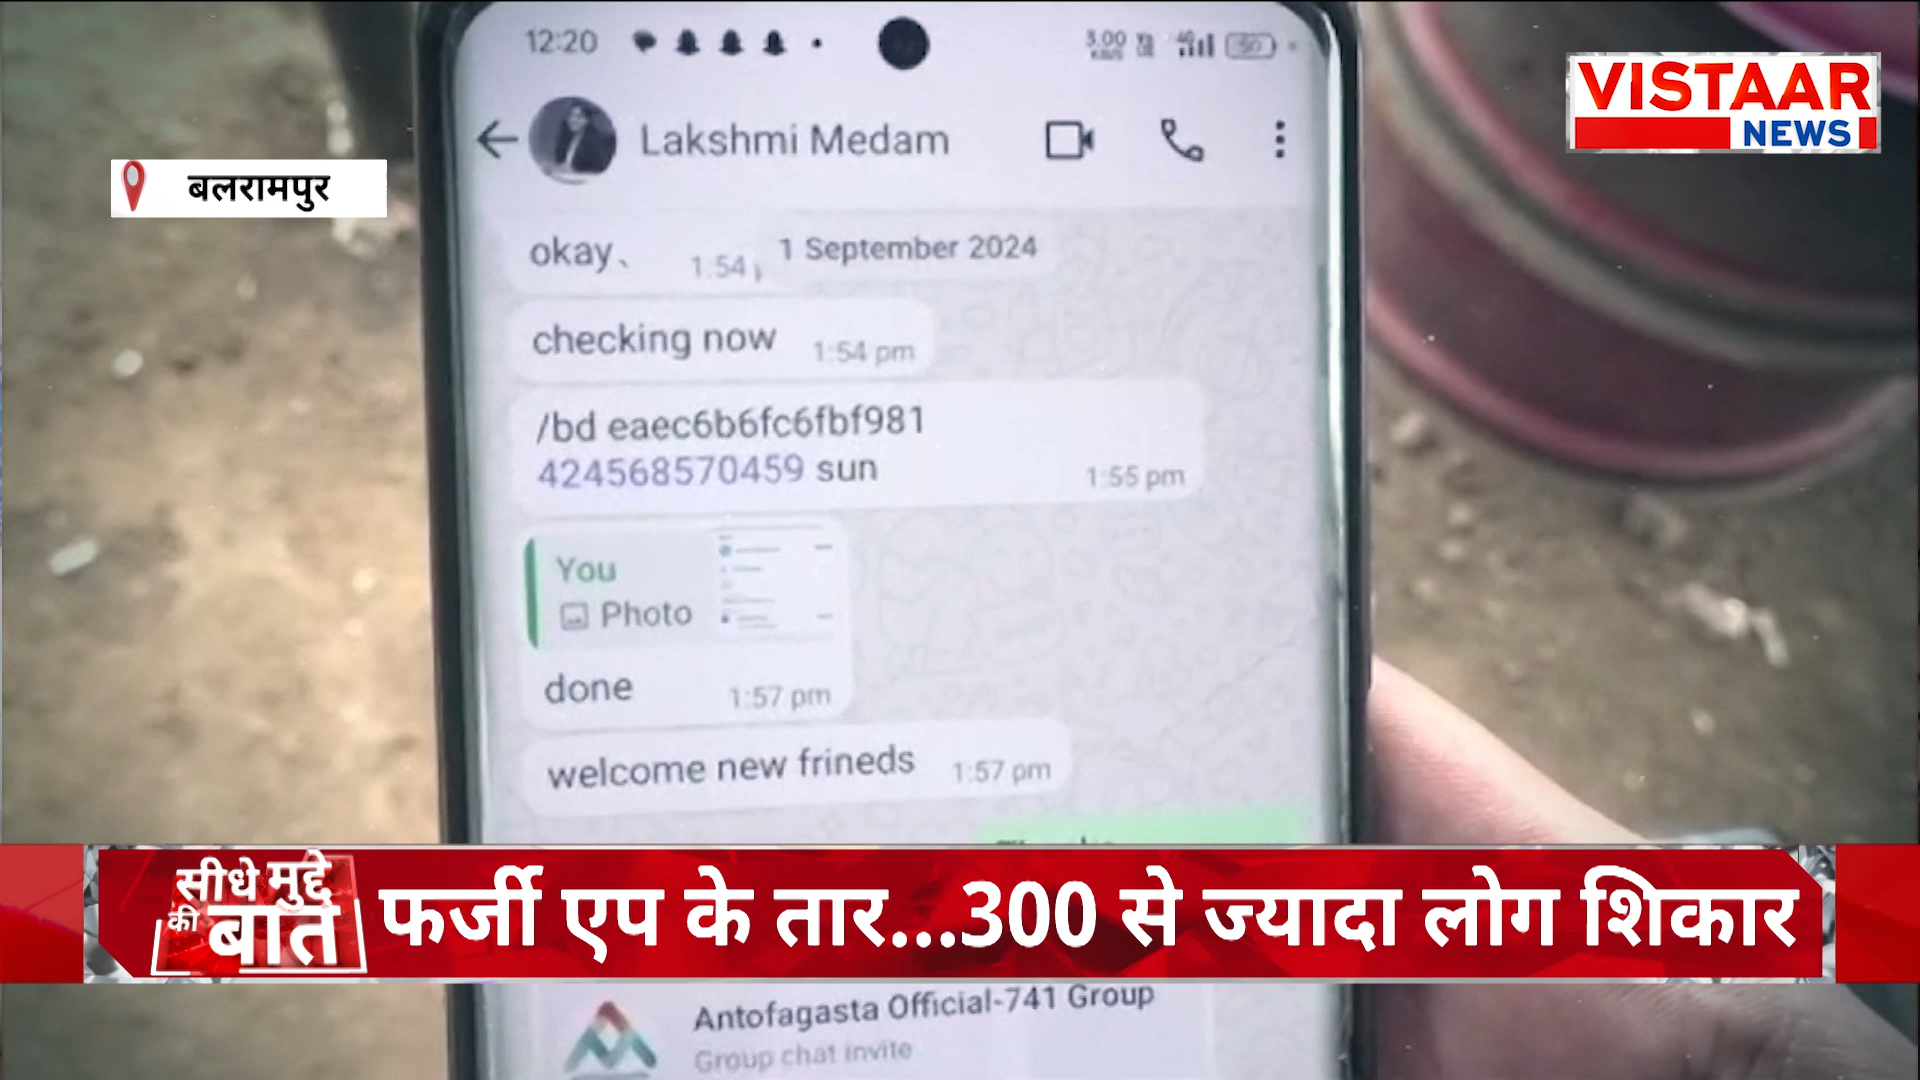 12:20
3.00
VISTAAR
NEWS
Lakshmi Medam
बलरामपुर
okay、
1:54
1 September 2024
checking now
1:54 pm
/bd eaec6b6fc6fbf981
424568570459 sun
1:55 pm
You
Photo
done
1:57 pm
welcome new frineds
1:57 pm
सीधे मुद्दे
की
बात
फर्जी एप के तार...300 से ज्यादा लोग शिकार
Antofagasta Official-741 Group
Group chat invite